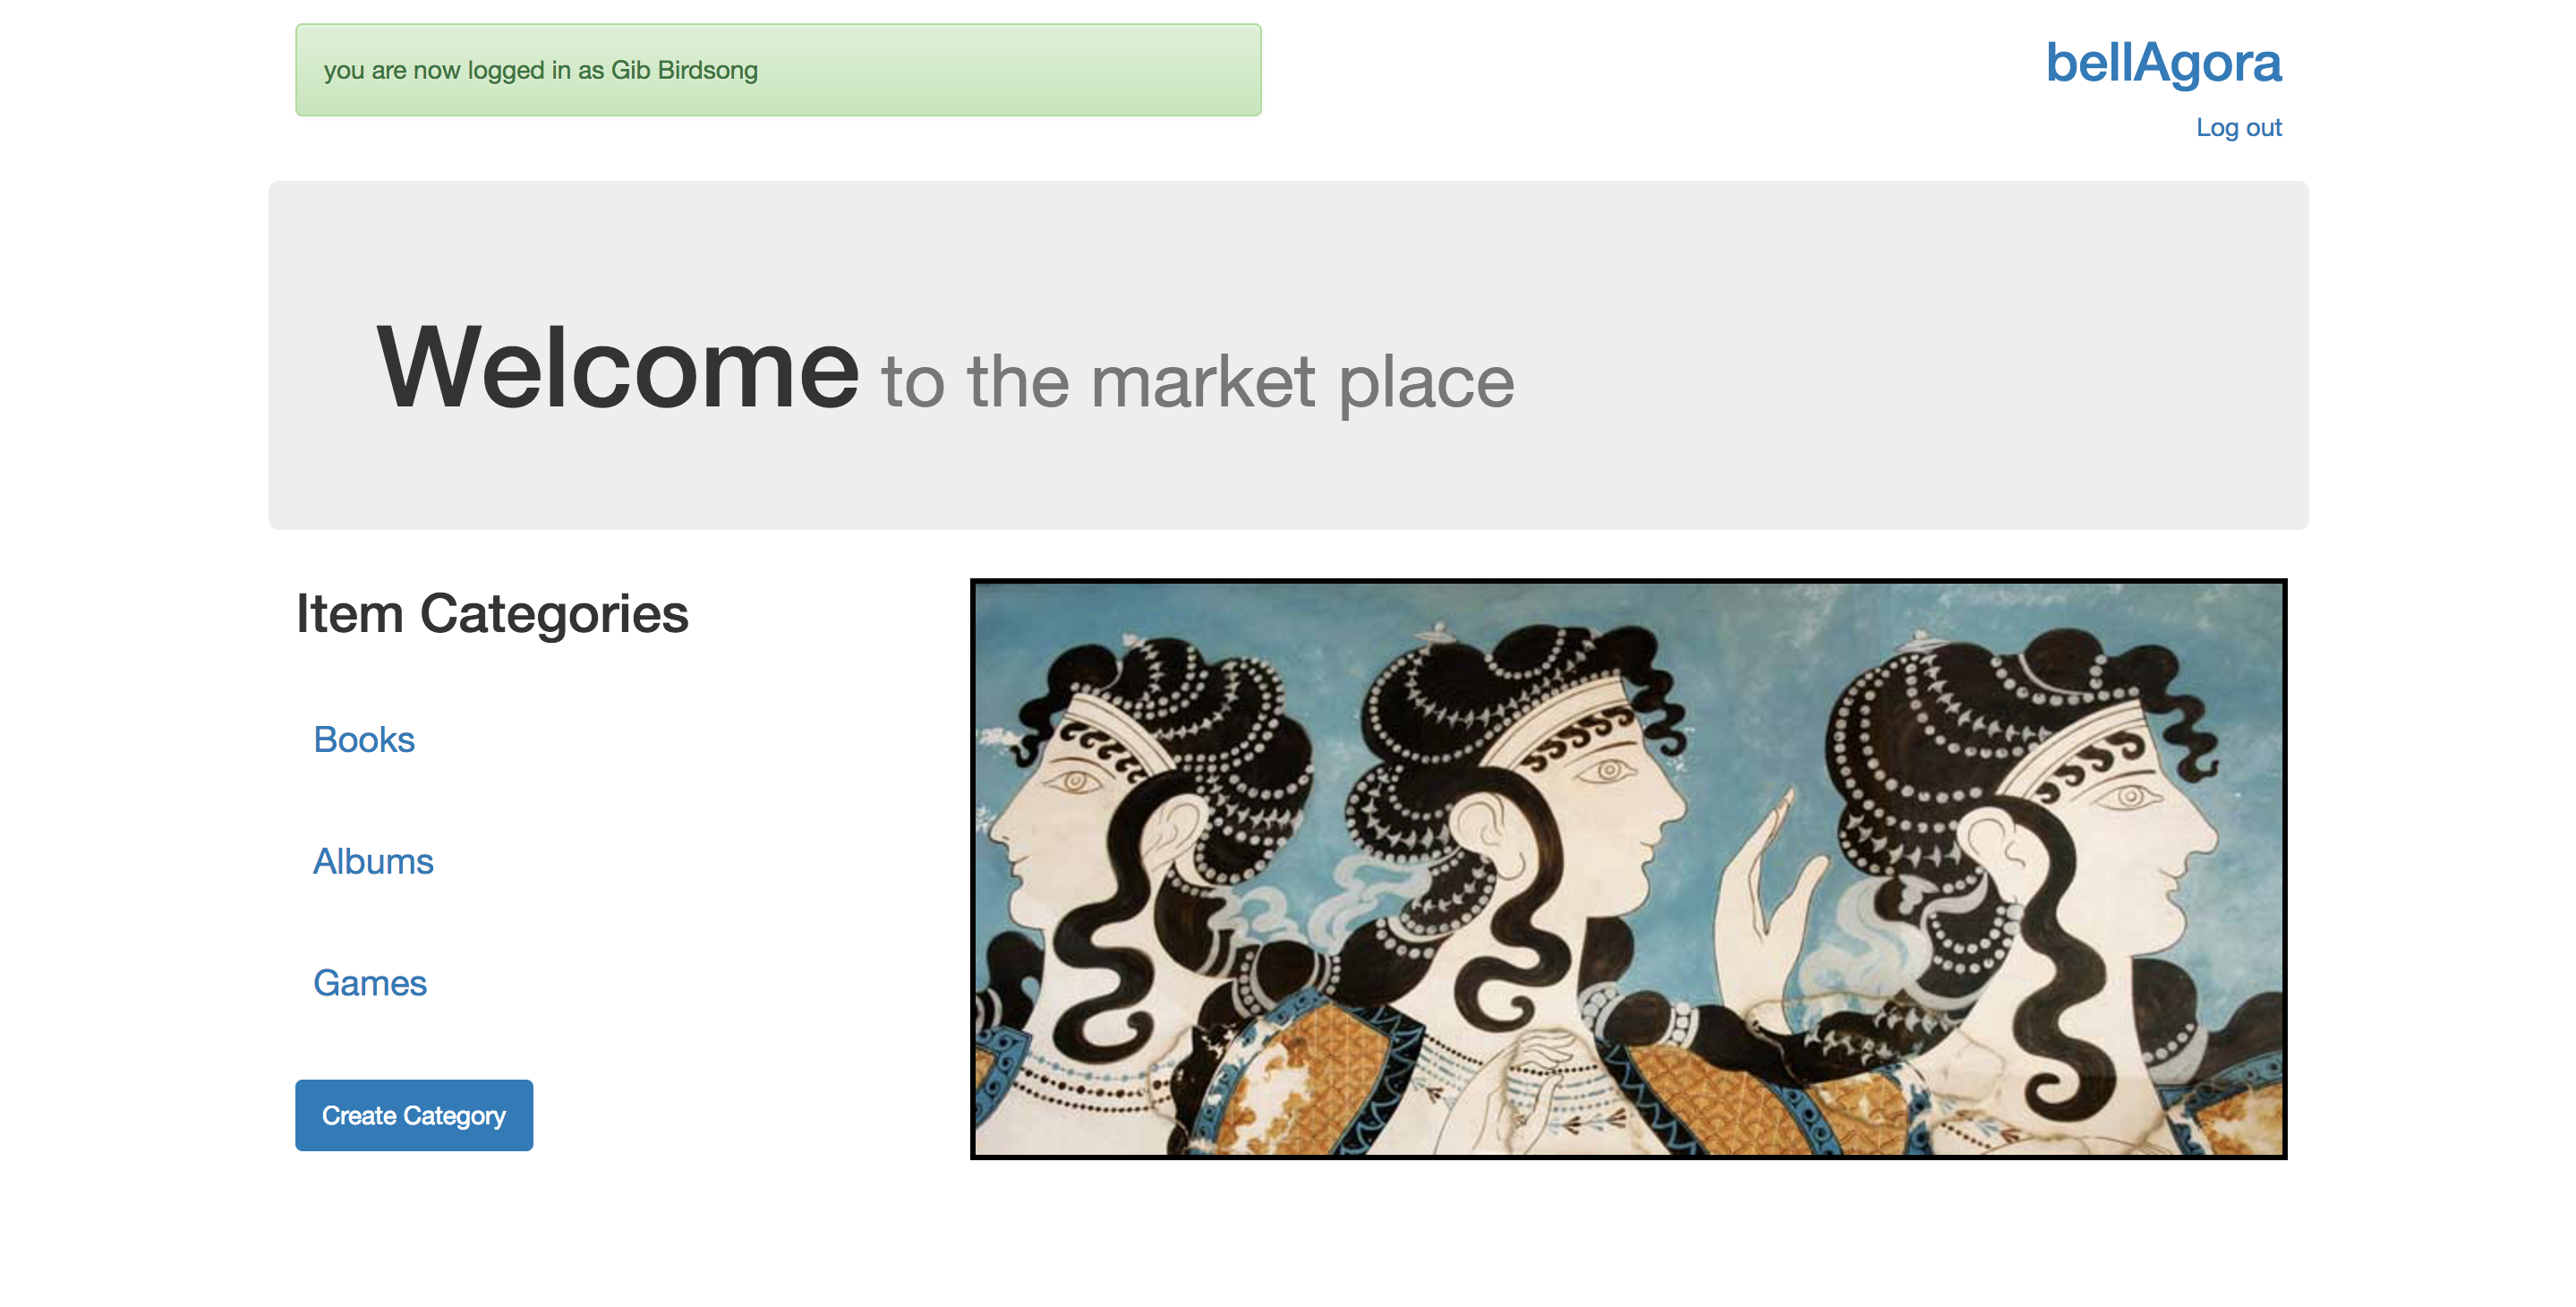 you are now logged in as Gib Birdsong
bellAgora
Log out
Welcome to the market place
Item Categories
Books
Albums
Games
Create Category